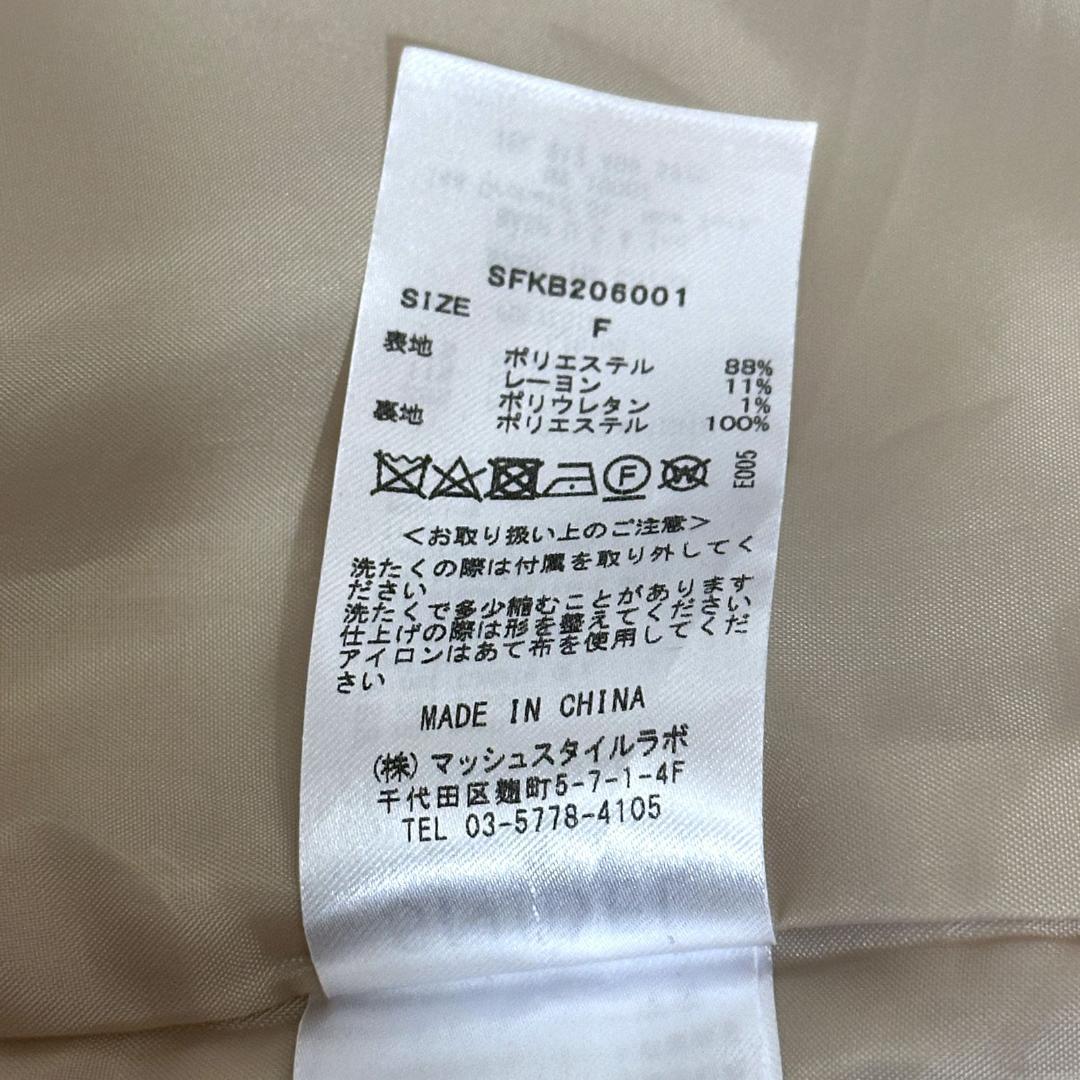 SFKB206001
SIZE F
表地 ポリエステル 88%
レーヨン 11%
ポリウレタン 1%
裏地 ポリエステル 100%
F W E005
<お取り扱い上のご注意>
洗たくの際は付属を取り外してく
ださい
洗たくで多少縮むことがあります
仕上げの際は形を整えてください
アイロンはあて布を使用してくだ
さい
MADE IN CHINA
(株)マッシュスタイルラボ
千代田区麹町5-7-1-4F
TEL 03-5778-4105